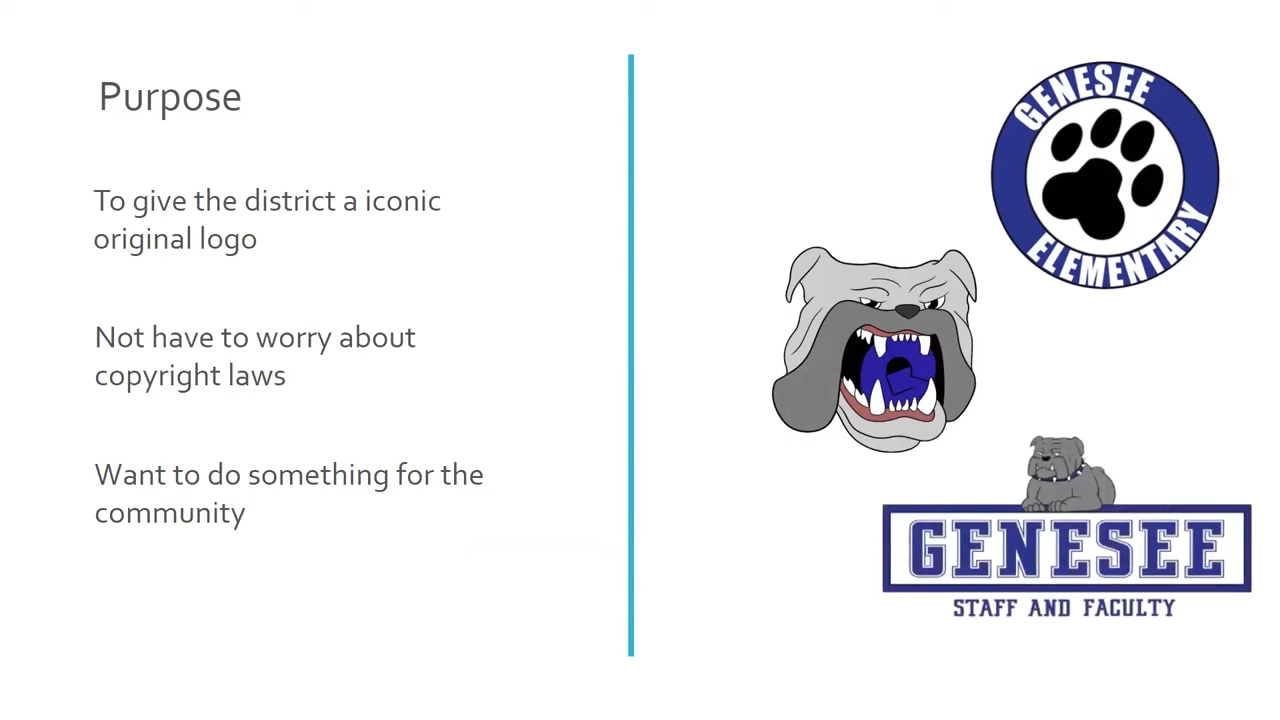 Purpose
To give the district a iconic
original logo
Not have to worry about
copyright laws
Want to do something for the
community
GENESEE
ELEMENTARY
GENESEE
STAFF AND FACULTY